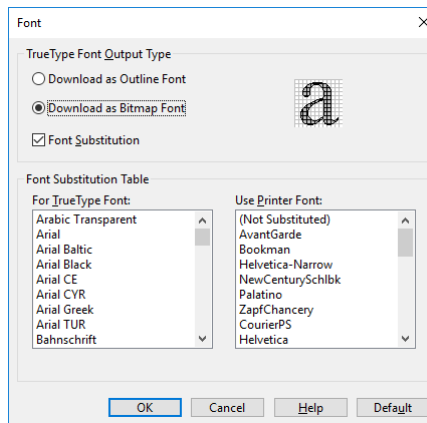 Font
TrueType Font Output Type
Download as Outline Font
Download as Bitmap Font
Font Substitution
a
Font Substitution Table
For TrueType Font:
Arabic Transparent
Arial
Arial Baltic
Arial Black
Arial CE
Arial CYR
Arial Greek
Arial TUR
Bahnschrift
Use Printer Font:
(Not Substituted)
AvantGarde
Bookman
Helvetica-Narrow
NewCenturySchlbk
Palatino
ZapfChancery
CourierPS
Helvetica
OK Cancel Help Default